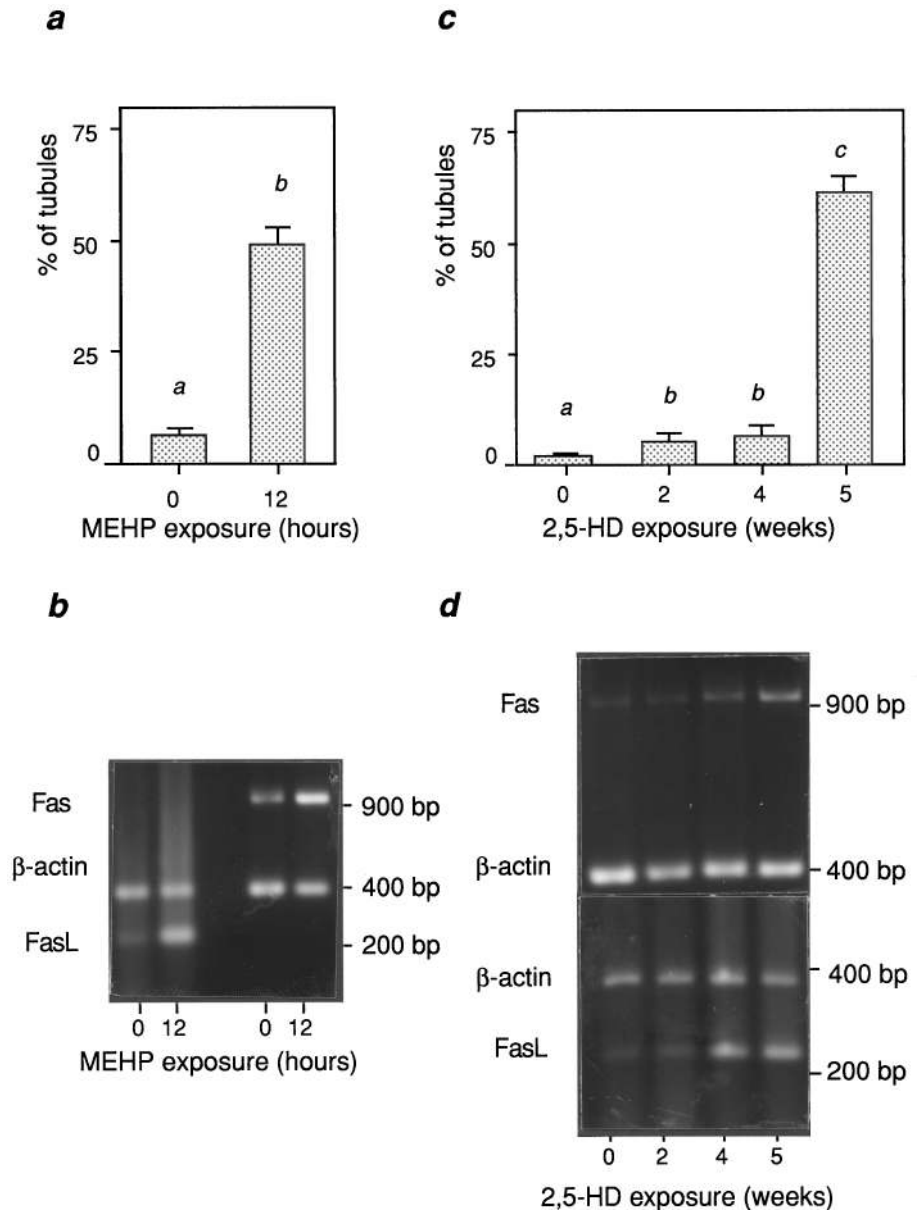 a
% of tubules
75
50
25
0
a
b
0 12
MEHP exposure (hours)
c
% of tubules
75
50
25
0
a
b
b
c
0 2 4 5
2,5-HD exposure (weeks)
b
Fas
β-actin
FasL
900 bp
400 bp
200 bp
0 12 0 12
MEHP exposure (hours)
d
Fas
β-actin
β-actin
FasL
900 bp
400 bp
400 bp
200 bp
0 2 4 5
2,5-HD exposure (weeks)